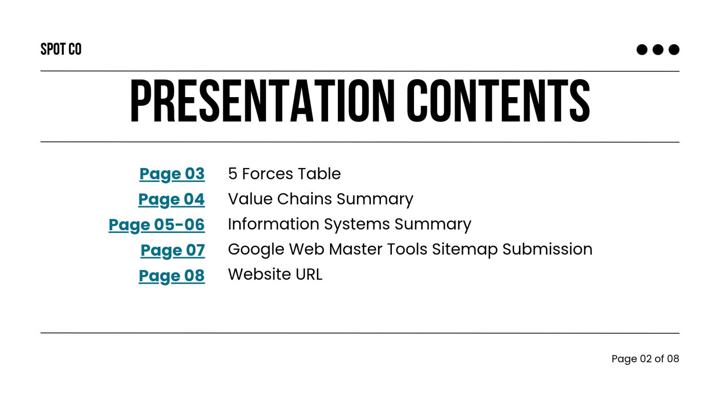 SPOT CO
PRESENTATION CONTENTS
Page 03 5 Forces Table
Page 04 Value Chains Summary
Page 05-06 Information Systems Summary
Page 07 Google Web Master Tools Sitemap Submission
Page 08 Website URL
Page 02 of 08